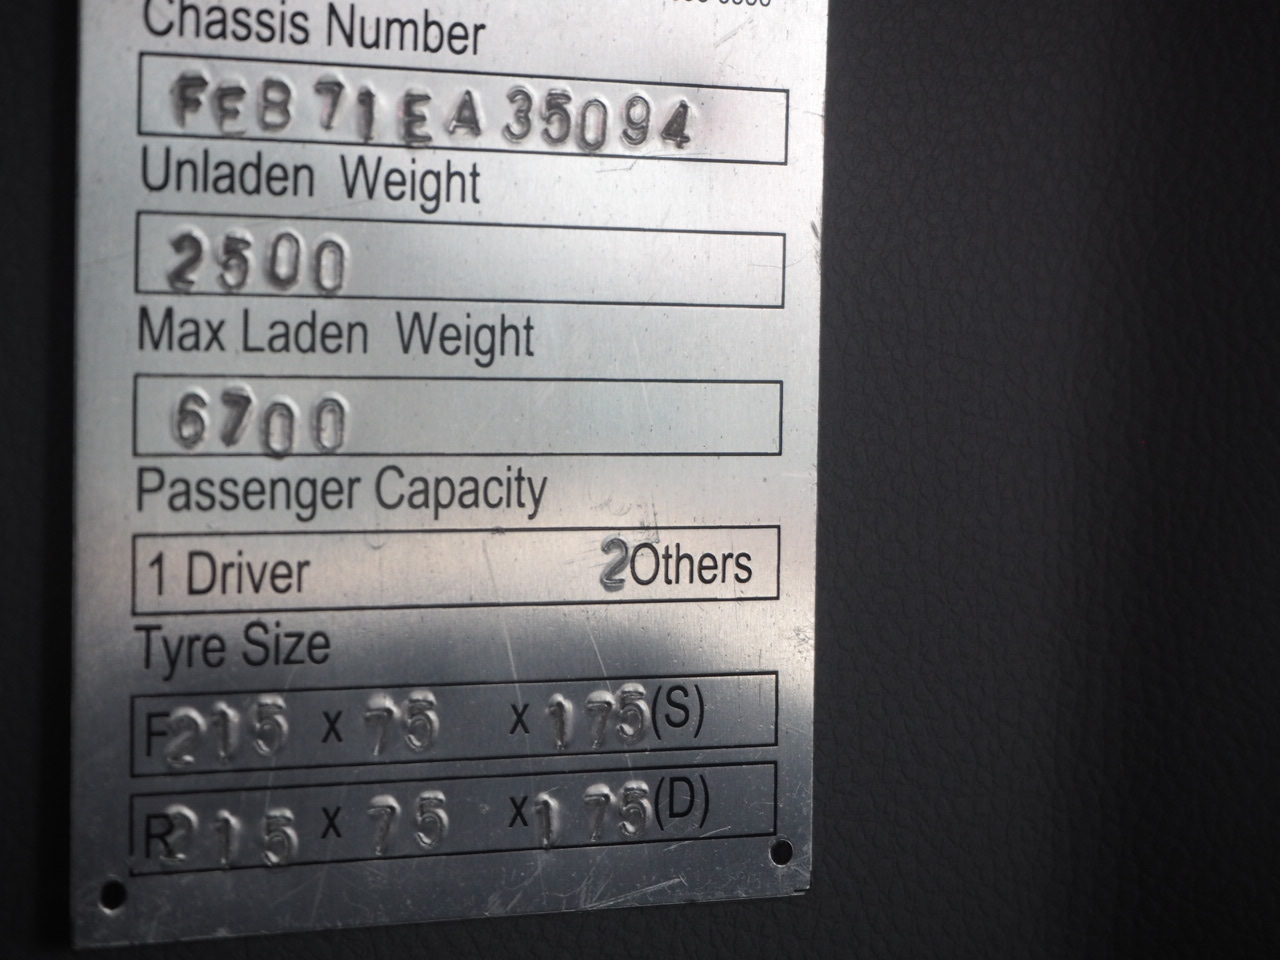 Chassis Number
FEB71EA35094
Unladen Weight
2500
Max Laden Weight
6700
Passenger Capacity
1 Driver 2Others
Tyre Size
F215 x 75 x 175(S)
R215 x 75 x175(D)